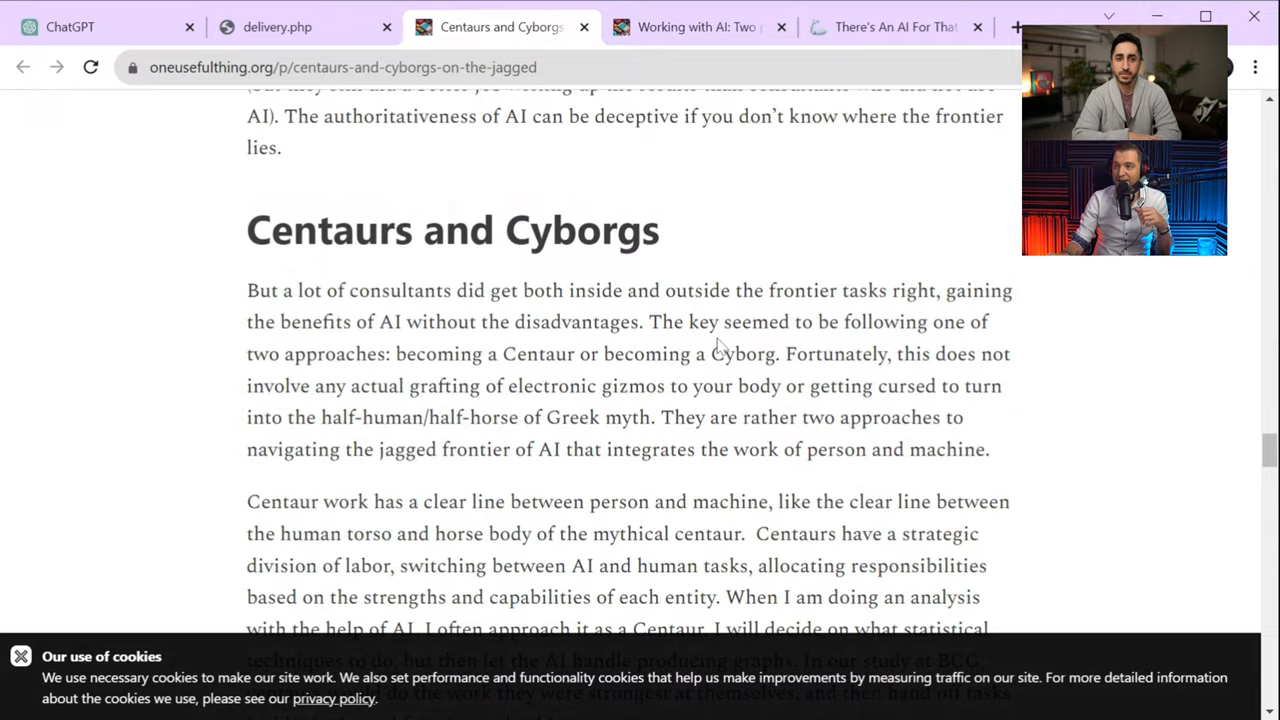 ChatGPT
delivery.php
Centaurs and Cyborgs
Working with AI: Two
There's An AI For That
oneusefulthing.org/p/centaurs-and-cyborgs-on-the-jagged
AI). The authoritativeness of AI can be deceptive if you don't know where the frontier
lies.
Centaurs and Cyborgs
But a lot of consultants did get both inside and outside the frontier tasks right, gaining
the benefits of AI without the disadvantages. The key seemed to be following one of
two approaches: becoming a Centaur or becoming a Cyborg. Fortunately, this does not
involve any actual grafting of electronic gizmos to your body or getting cursed to turn
into the half-human/half-horse of Greek myth. They are rather two approaches to
navigating the jagged frontier of AI that integrates the work of person and machine.
Centaur work has a clear line between person and machine, like the clear line between
the human torso and horse body of the mythical centaur. Centaurs have a strategic
division of labor, switching between AI and human tasks, allocating responsibilities
based on the strengths and capabilities of each entity. When I am doing an analysis
with the help of AI, I often approach it as a Centaur. I will decide on what statistical
techniques to do, but then let the AI handle producing graphs. In our study at BCG,
do the work they were strongest at themselves, and then hand off tasks
Our use of cookies
We use necessary cookies to make our site work. We also set performance and functionality cookies that help us make improvements by measuring traffic on our site. For more detailed information
about the cookies we use, please see our privacy policy.